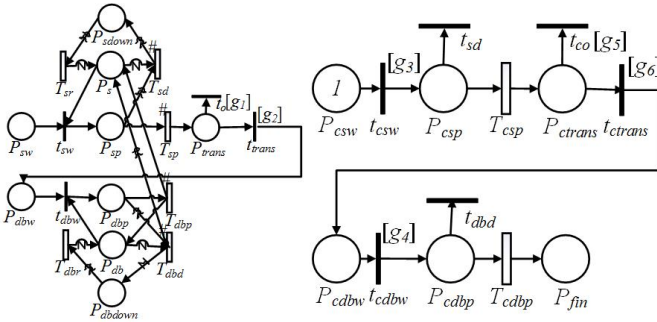 P_sdown
#
T_sr
P_s
T_sd
t_sd
t_co [g_5]
[g_3]
[g_6]
1
P_csw
t_csw
P_csp
T_csp
P_ctrans
t_ctrans
#
t_o [g_1]
[g_2]
P_sw
t_sw
P_sp
T_sp
P_trans
t_trans
#
P_dbw
t_dbw
P_dbp
T_dbp
#
P_db
T_dbr
T_dbd
P_dbdown
[g_4]
t_dbd
P_cdbw
t_cdbw
P_cdbp
T_cdbp
P_fin